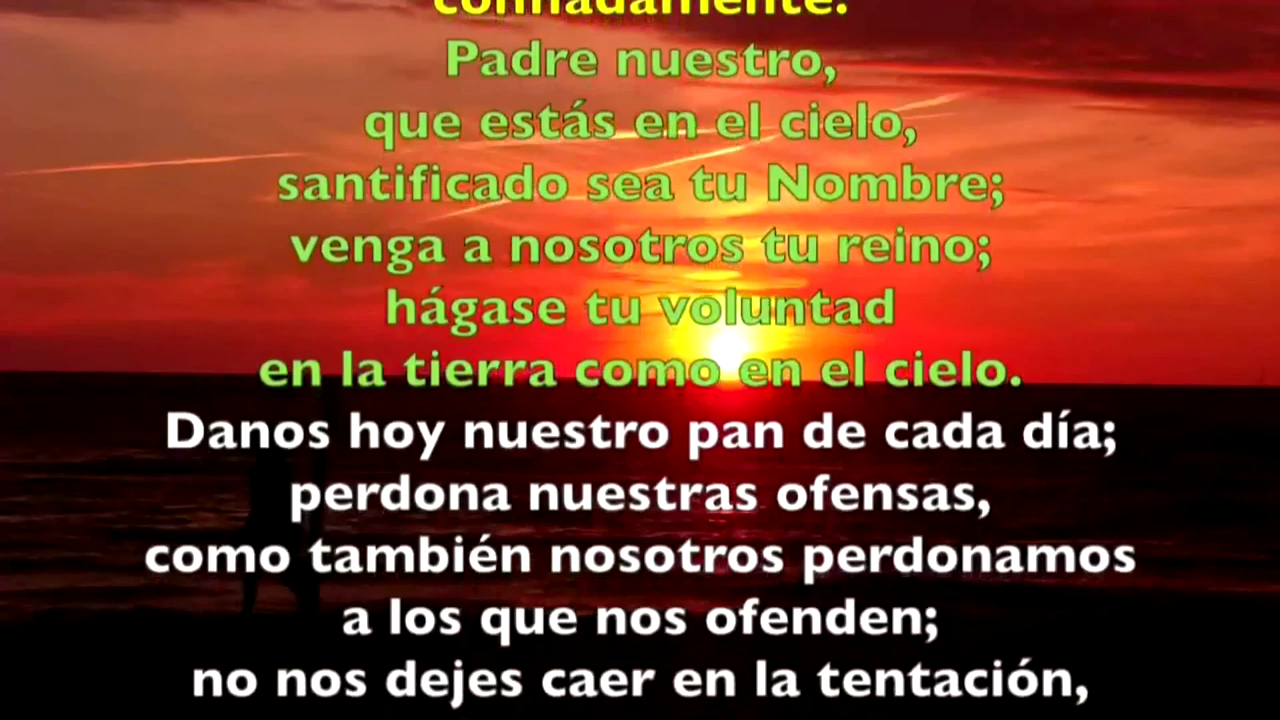 confiadamente.
Padre nuestro,
que estás en el cielo,
santificado sea tu Nombre;
venga a nosotros tu reino;
hágase tu voluntad
en la tierra como en el cielo.
Danos hoy nuestro pan de cada día;
perdona nuestras ofensas,
como también nosotros perdonamos
a los que nos ofenden;
no nos dejes caer en la tentación,